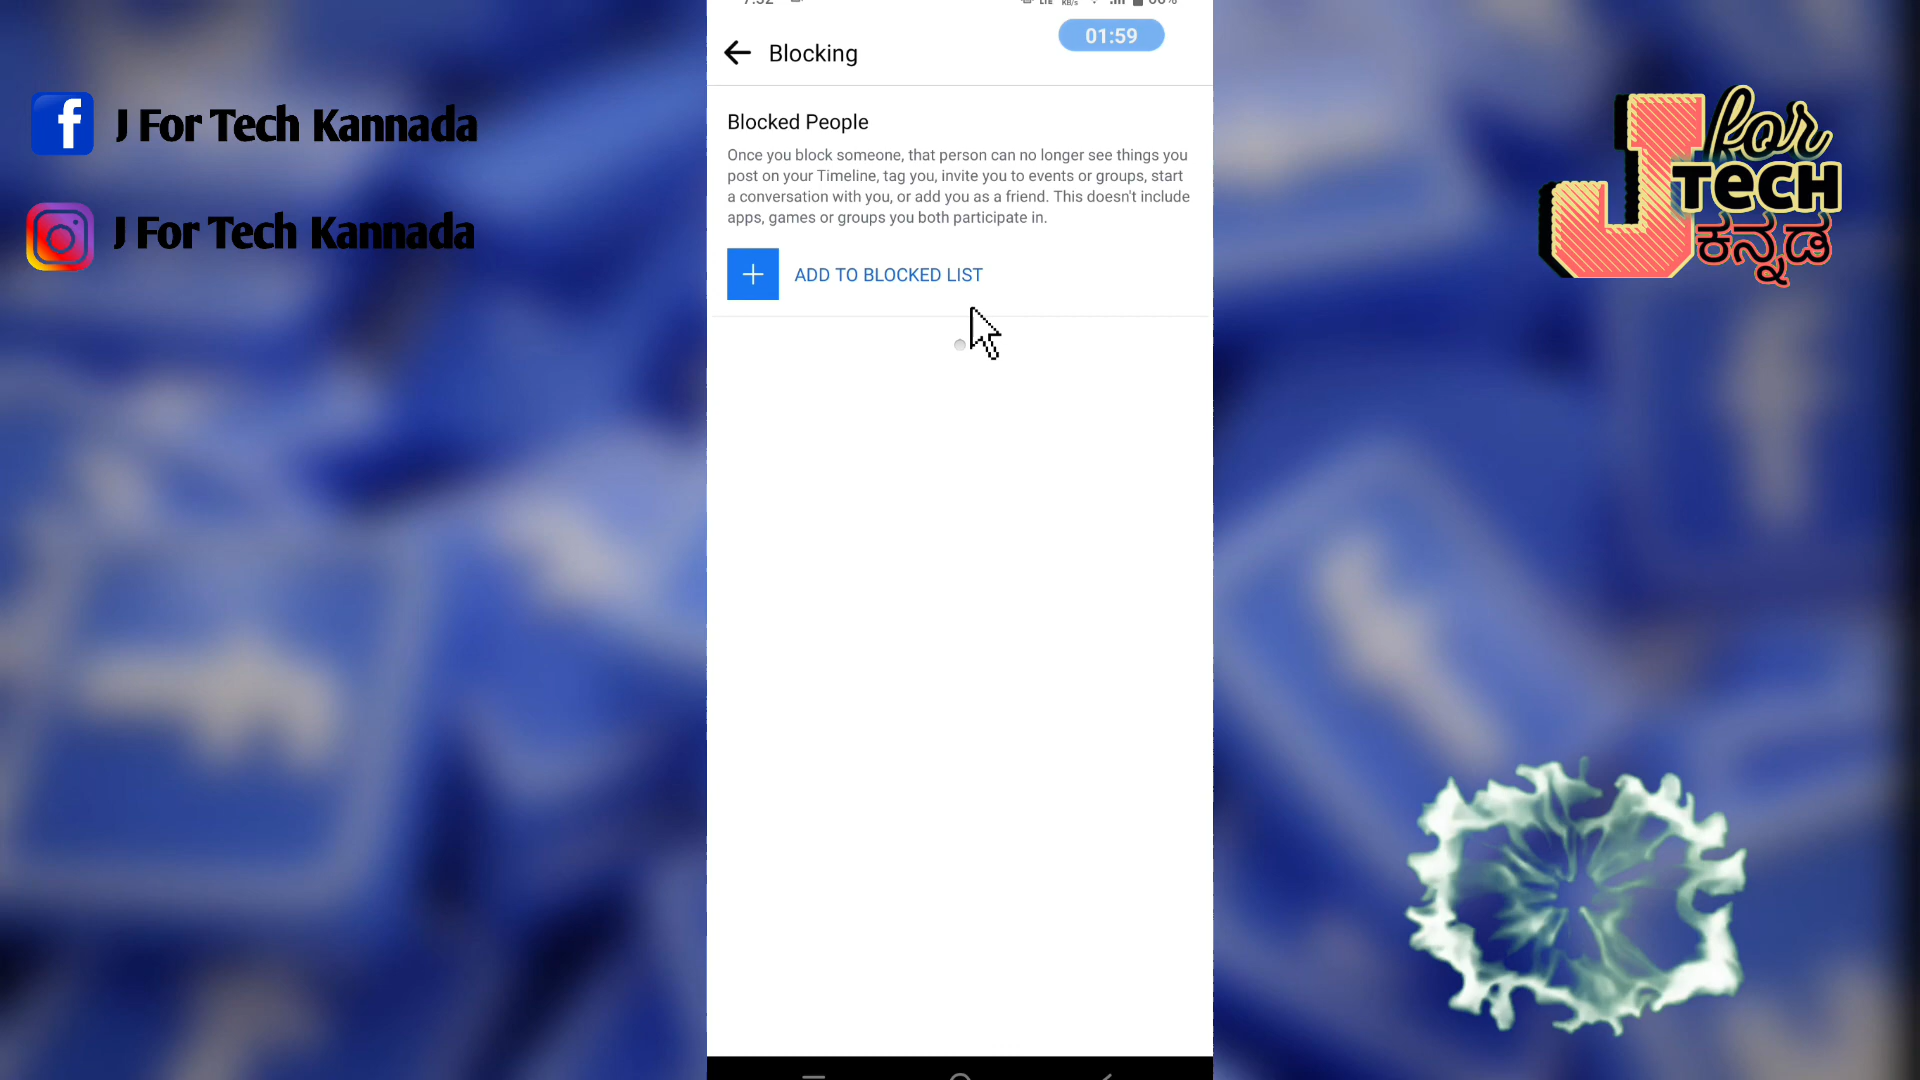 J For Tech Kannada
J For Tech Kannada
01:59
Blocking
Blocked People
Once you block someone, that person can no longer see things you
post on your Timeline, tag you, invite you to events or groups, start
a conversation with you, or add you as a friend. This doesn't include
apps, games or groups you both participate in.
ADD TO BLOCKED LIST
J for
TECH
ಕನ್ನಡ